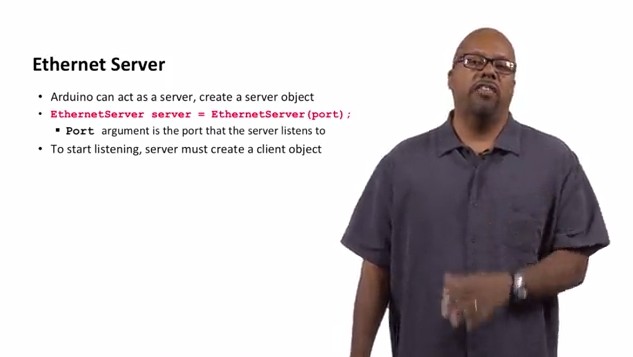 Ethernet Server
• Arduino can act as a server, create a server object
• EthernetServer server = EthernetServer(port);
▪ Port argument is the port that the server listens to
• To start listening, server must create a client object